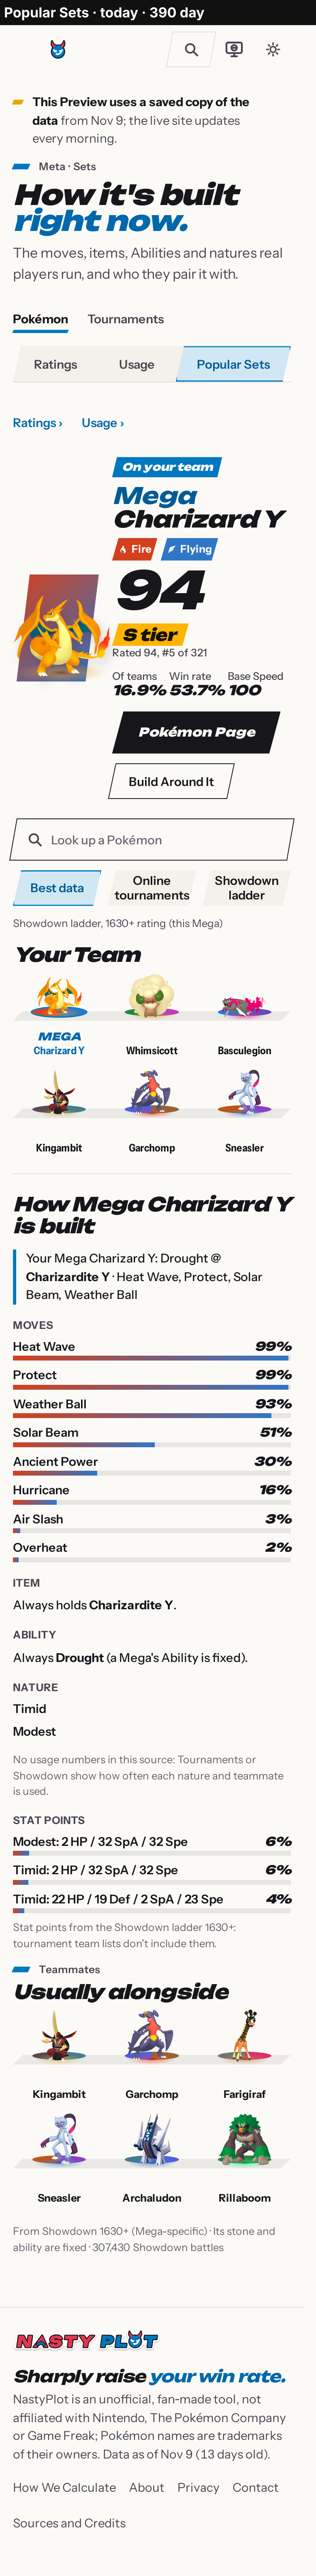 Popular Sets · today · 390 day
This Preview uses a saved copy of the
data from Nov 9; the live site updates
every morning.
Meta · Sets
How it's built
right now.
The moves, items, Abilities and natures real
players run, and who they pair it with.
Pokémon
Tournaments
Ratings
Usage
Popular Sets
Ratings ›
Usage ›
On your team
Mega
Charizard Y
Fire
Flying
94
S tier
Rated 94, #5 of 321
Of teams
Win rate
Base Speed
16.9%
53.7%
100
Pokémon Page
Build Around It
Look up a Pokémon
Best data
Online
tournaments
Showdown
ladder
Showdown ladder, 1630+ rating (this Mega)
Your Team
MEGA
Charizard Y
Whimsicott
Basculegion
Kingambit
Garchomp
Sneasler
How Mega Charizard Y
is built
Your Mega Charizard Y: Drought @
Charizardite Y · Heat Wave, Protect, Solar
Beam, Weather Ball
MOVES
Heat Wave 99%
Protect 99%
Weather Ball 93%
Solar Beam 51%
Ancient Power 30%
Hurricane 16%
Air Slash 3%
Overheat 2%
ITEM
Always holds Charizardite Y.
ABILITY
Always Drought (a Mega's Ability is fixed).
NATURE
Timid
Modest
No usage numbers in this source: Tournaments or
Showdown show how often each nature and teammate
is used.
STAT POINTS
Modest: 2 HP / 32 SpA / 32 Spe 6%
Timid: 2 HP / 32 SpA / 32 Spe 6%
Timid: 22 HP / 19 Def / 2 SpA / 23 Spe 4%
Stat points from the Showdown ladder 1630+:
tournament team lists don't include them.
Teammates
Usually alongside
Kingambit
Garchomp
Farigiraf
Sneasler
Archaludon
Rillaboom
From Showdown 1630+ (Mega-specific) · Its stone and
ability are fixed · 307,430 Showdown battles
NASTY PLOT
Sharply raise your win rate.
NastyPlot is an unofficial, fan-made tool, not
affiliated with Nintendo, The Pokémon Company
or Game Freak; Pokémon names are trademarks
of their owners. Data as of Nov 9 (13 days old).
How We Calculate
About
Privacy
Contact
Sources and Credits